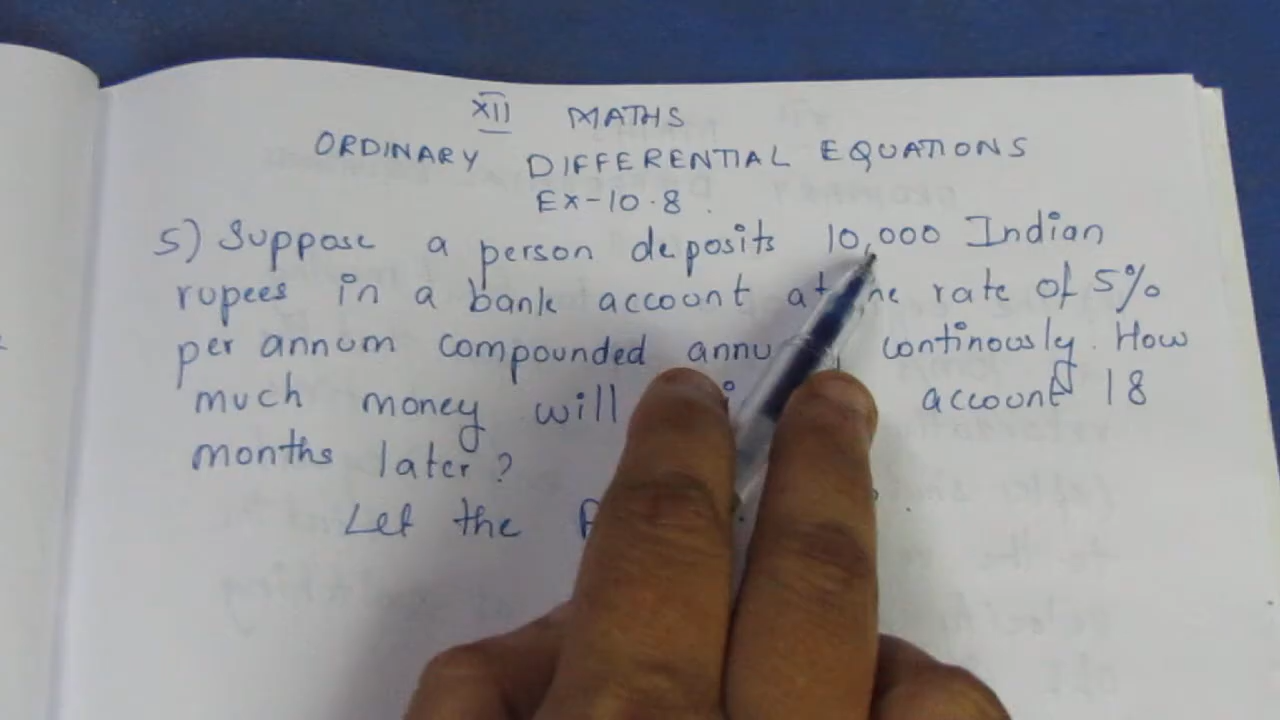 XII MATHS
ORDINARY DIFFERENTIAL EQUATIONS
EX-10.8.
5) Suppose a person deposits 10,000 Indian
rupees in a bank account at rate of 5%
per annum compounded continously. How
much money will account 18
months later?
Let the